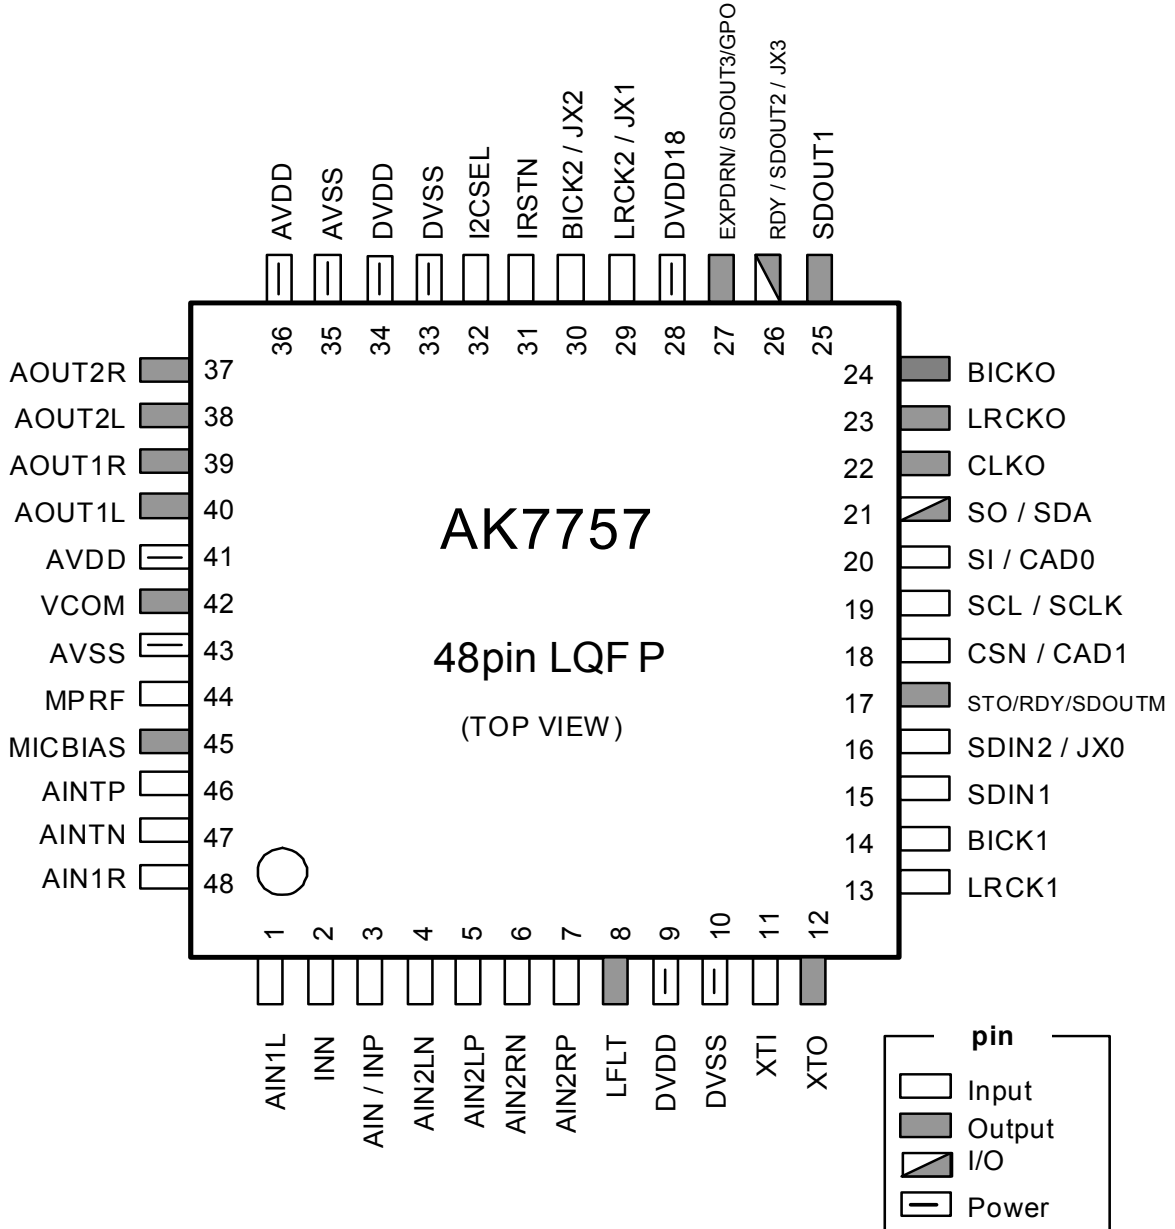 AVDD
AVSS
DVDD
DVSS
I2CSEL
IRSTN
BICK2 / JX2
LRCK2 / JX1
DVDD18
EXPDRN/ SDOUT3/GPO
RDY / SDOUT2 / JX3
SDOUT1
36
35
34
33
32
31
30
29
28
27
26
25
AOUT2R 37
AOUT2L 38
AOUT1R 39
AOUT1L 40
AVDD 41
VCOM 42
AVSS 43
MPRF 44
MICBIAS 45
AINTP 46
AINTN 47
AIN1R 48
AK7757
48pin LQF P
(TOP VIEW)
24 BICKO
23 LRCKO
22 CLKO
21 SO / SDA
20 SI / CAD0
19 SCL / SCLK
18 CSN / CAD1
17 STO/RDY/SDOUTM
16 SDIN2 / JX0
15 SDIN1
14 BICK1
13 LRCK1
1
2
3
4
5
6
7
8
9
10
11
12
AIN1L
INN
AIN / INP
AIN2LN
AIN2LP
AIN2RN
AIN2RP
LFLT
DVDD
DVSS
XTI
XTO
pin
Input
Output
I/O
Power